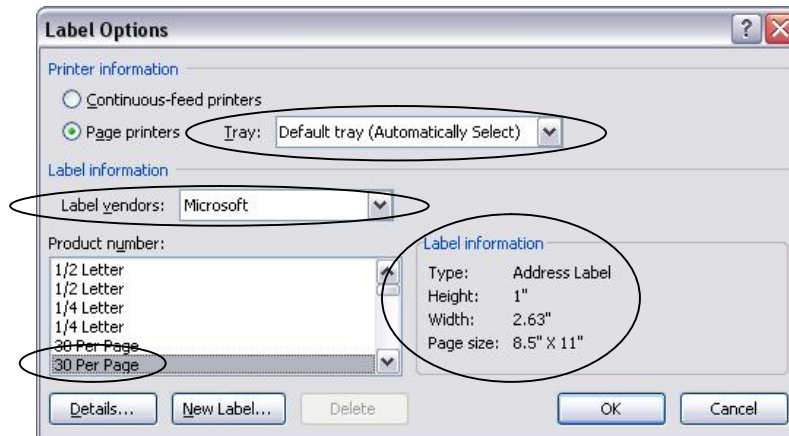 Label Options
Printer information
Continuous-feed printers
Page printers Tray: Default tray (Automatically Select)
Label information
Label vendors: Microsoft
Product number:
1/2 Letter
1/2 Letter
1/4 Letter
1/4 Letter
30 Per Page
30 Per Page
Label information
Type: Address Label
Height: 1"
Width: 2.63"
Page size: 8.5" X 11"
Details... New Label... Delete OK Cancel